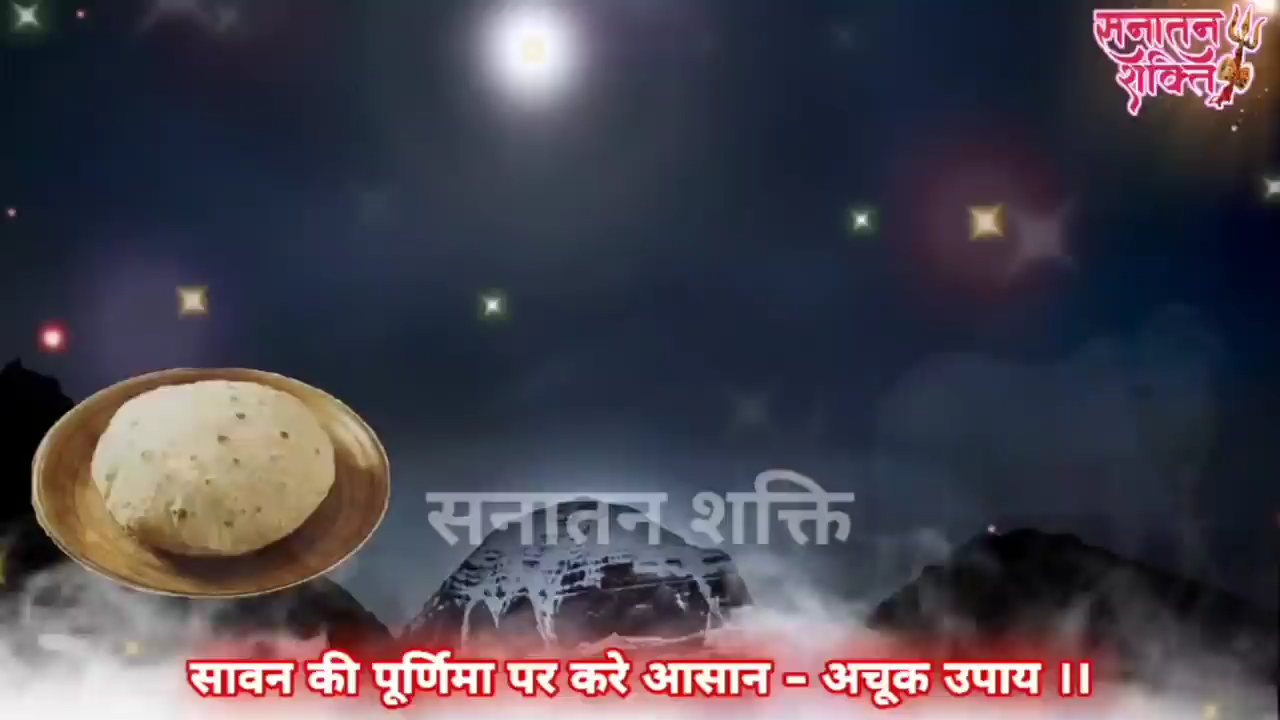 सनातन
शक्ति
सनातन शक्ति
सावन की पूर्णिमा पर करे आसान - अचूक उपाय ।।